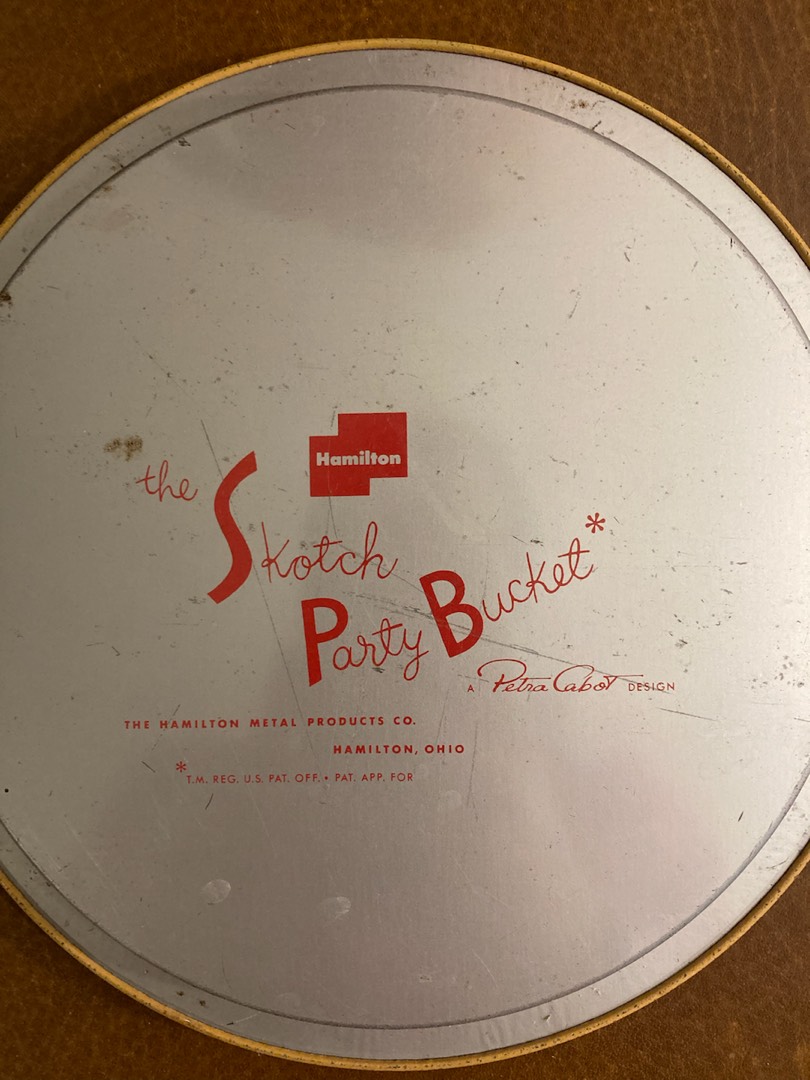 Hamilton
the Skotch
Party Bucket*
A Petra Cabot DESIGN
THE HAMILTON METAL PRODUCTS CO.
HAMILTON, OHIO
*T.M. REG. U.S. PAT. OFF. • PAT. APP. FOR